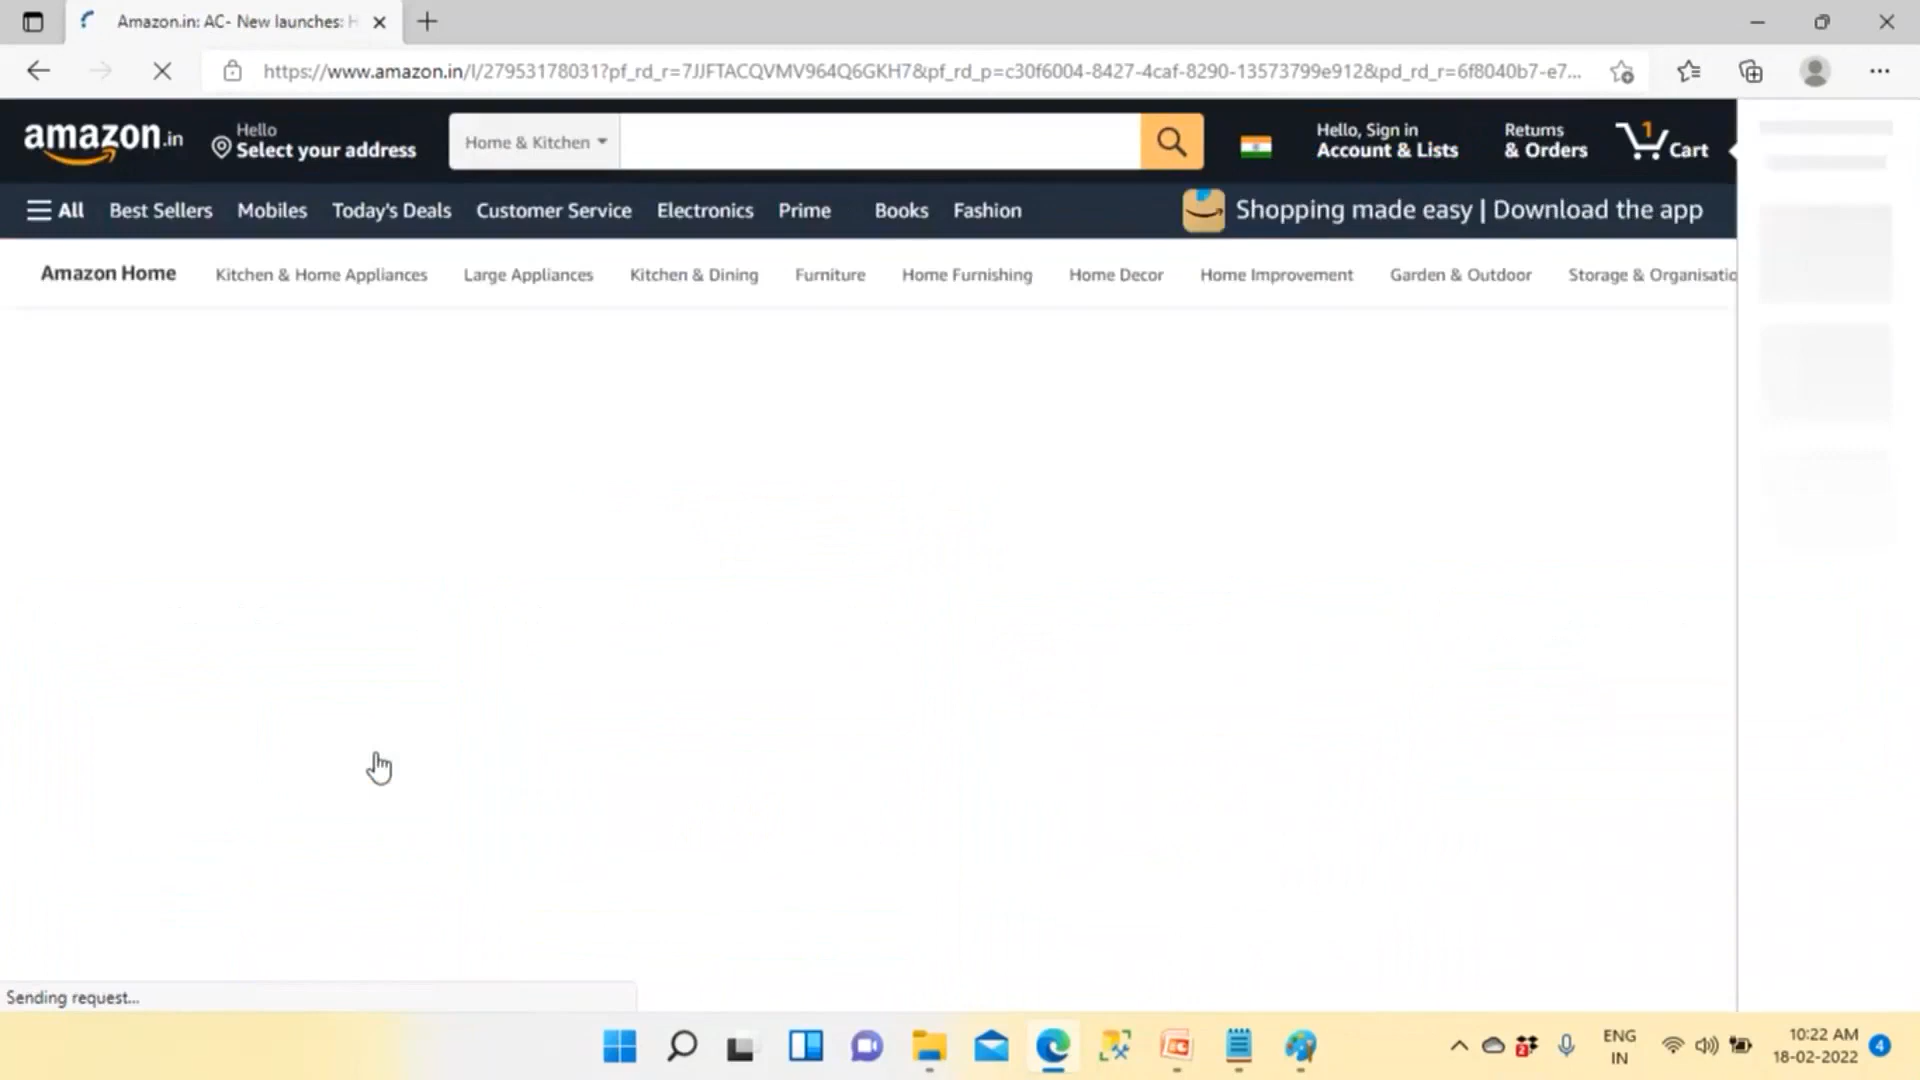 Amazon.in: AC- New launches: H
https://www.amazon.in/l/27953178031?pf_rd_r=7JJFTACQVMV964Q6GKH7&pf_rd_p=c30f6004-8427-4caf-8290-13573799e912&pd_rd_r=6f8040b7-e7...
amazon.in
Hello
Select your address
Home & Kitchen
Hello, Sign in
Account & Lists
Returns
& Orders
1
Cart
All Best Sellers Mobiles Today's Deals Customer Service Electronics Prime Books Fashion
Shopping made easy | Download the app
Amazon Home Kitchen & Home Appliances Large Appliances Kitchen & Dining Furniture Home Furnishing Home Decor Home Improvement Garden & Outdoor Storage & Organisatio
Sending request...
2
ENG
IN
10:22 AM
18-02-2022
4